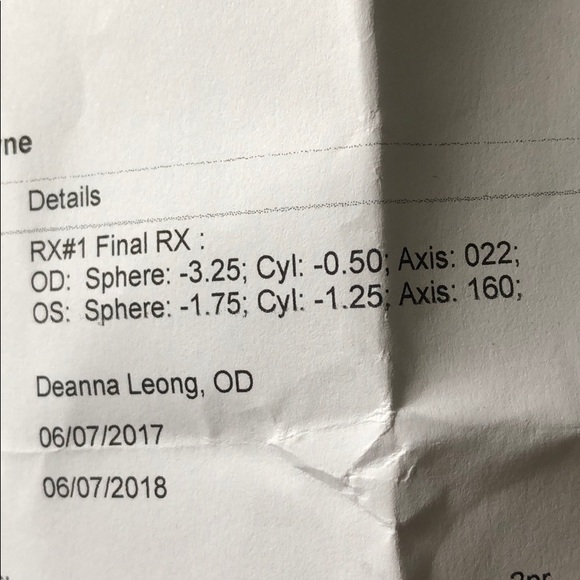 ne
Details
RX#1 Final RX :
OD: Sphere: -3.25; Cyl: -0.50; Axis: 022;
OS: Sphere: -1.75; Cyl: -1.25; Axis: 160;
Deanna Leong, OD
06/07/2017
06/07/2018